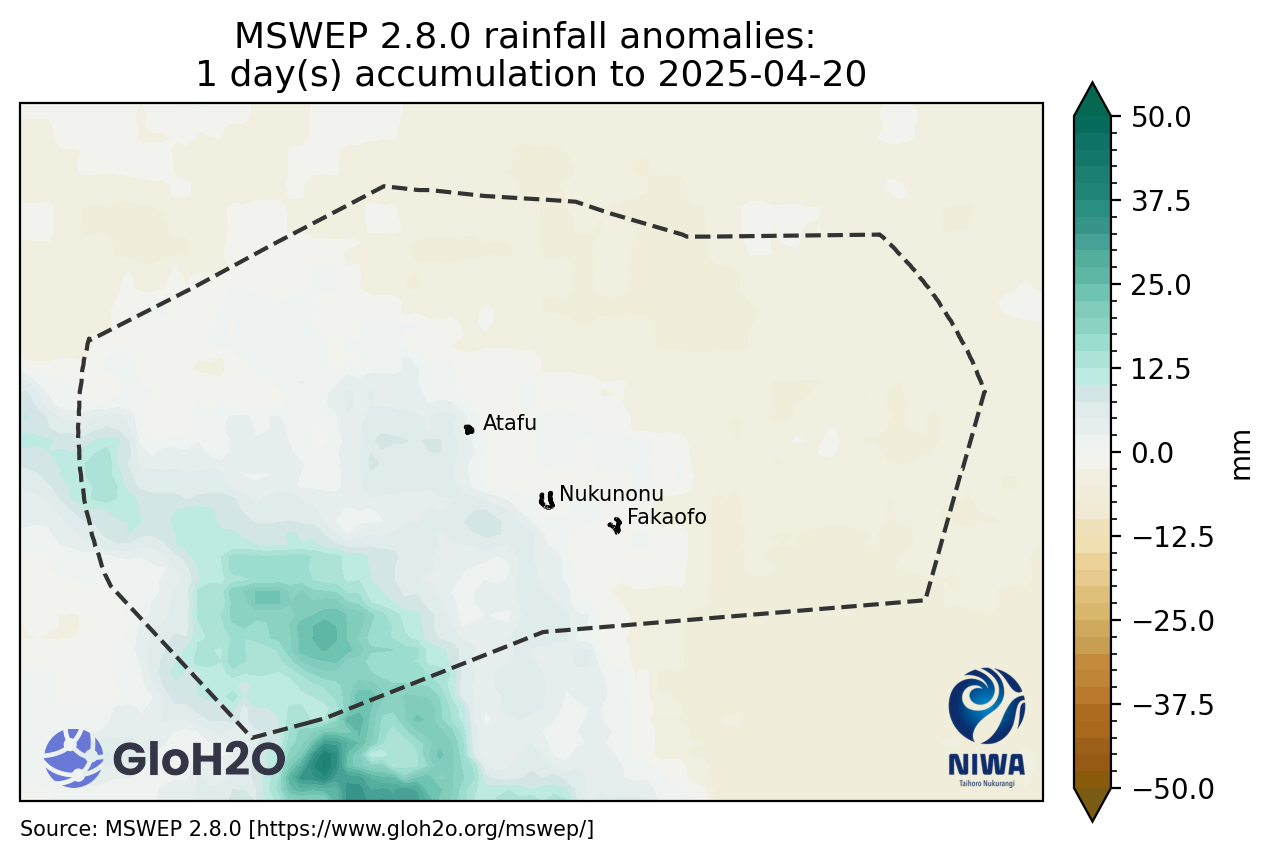 MSWEP 2.8.0 rainfall anomalies:
1 day(s) accumulation to 2025-04-20
50.0
37.5
25.0
12.5
0.0
−12.5
−25.0
−37.5
−50.0
mm
Atafu
Nukunonu
Fakaofo
GloH2O
NIWA
Taihoro Nukurangi
Source: MSWEP 2.8.0 [https://www.gloh2o.org/mswep/]